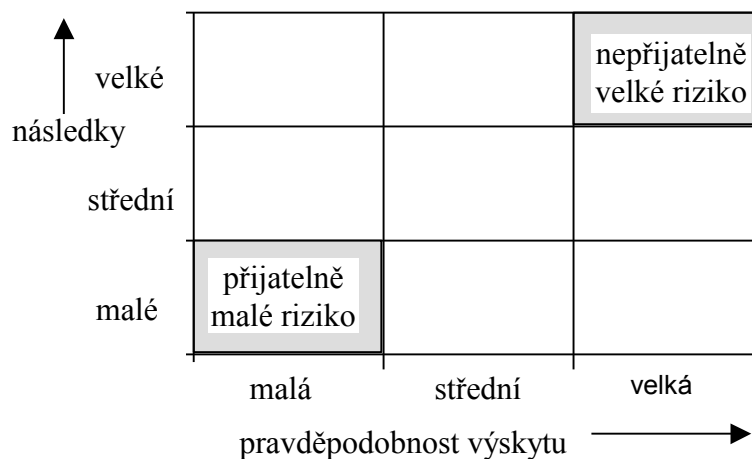 nepřijatelně
velké riziko
velké
následky
střední
přijatelně
malé riziko
malé
malá střední velká
pravděpodobnost výskytu